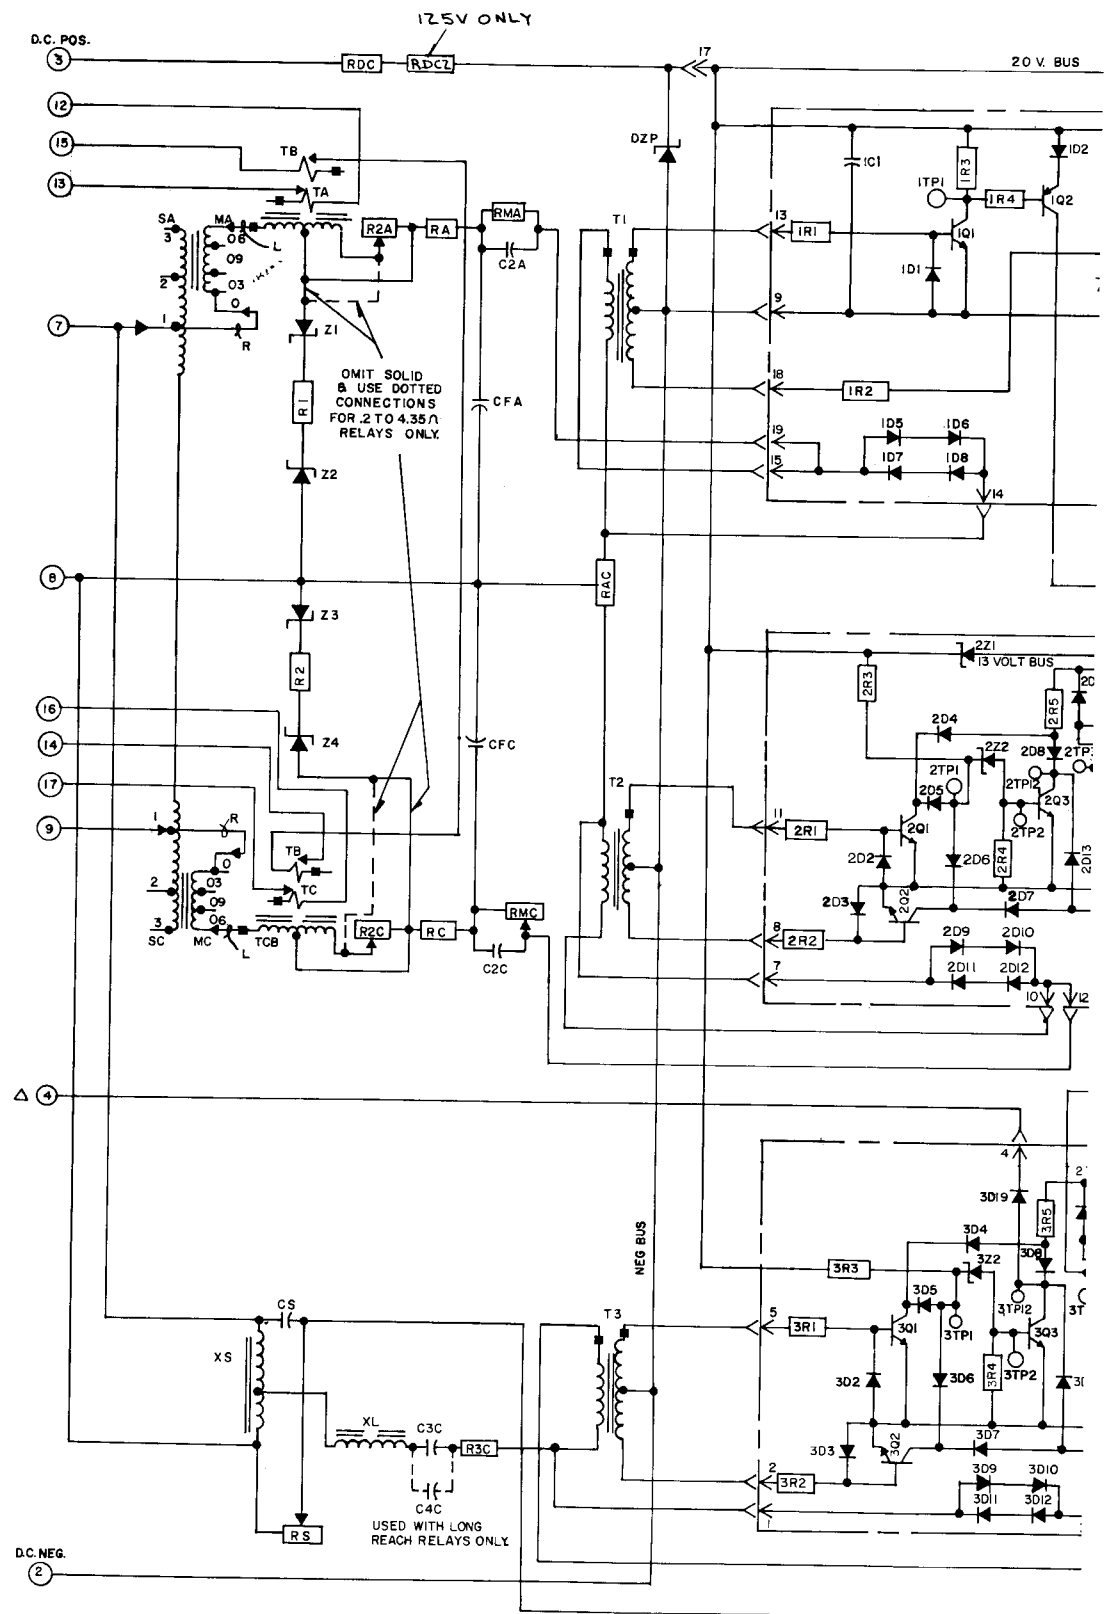 125V ONLY
D.C. POS.
3
RDC
RDC2
17
20 V. BUS
12
15
13
TB
TA
DZP
1C1
1R3
1D2
1TP1
1R4
1Q2
SA
3
MA
06
L
09
03
0
2
1
7
R
R2A
RA
RMA
C2A
T1
13
1R1
1Q1
1D1
9
Z1
OMIT SOLID
& USE DOTTED
CONNECTIONS
FOR .2 TO 4.35Ω
RELAYS ONLY.
R1
CFA
18
1R2
19
15
1D5
1D6
1D7
1D8
14
Z2
8
RAC
Z3
R2
2Z1
13 VOLT BUS
2R3
2R5
2D4
2D8
16
14
17
9
Z4
CFC
T2
2Z2
2TP1
2TP12
2D5
2Q3
11
2R1
2Q1
2TP2
2R4
2D13
2D2
2D6
1
R
0
2
03
09
06
3
SC
MC
L
TB
TC
TCB
R2C
RC
RMC
C2C
2D3
2Q2
2D7
8
2R2
7
2D9
2D10
2D11
2D12
10
12
Δ 4
4
3D19
3R5
3D4
3D8
NEG BUS
3R3
3Z2
3D5
3TP12
3TP1
CS
XS
T3
5
3R1
3Q1
3Q3
3TP2
3R4
3D2
3D6
XL
C3C
R3C
C4C
USED WITH LONG
REACH RELAYS ONLY.
3D3
3Q2
3D7
2
3R2
1
3D9
3D10
3D11
3D12
RS
D.C. NEG.
2